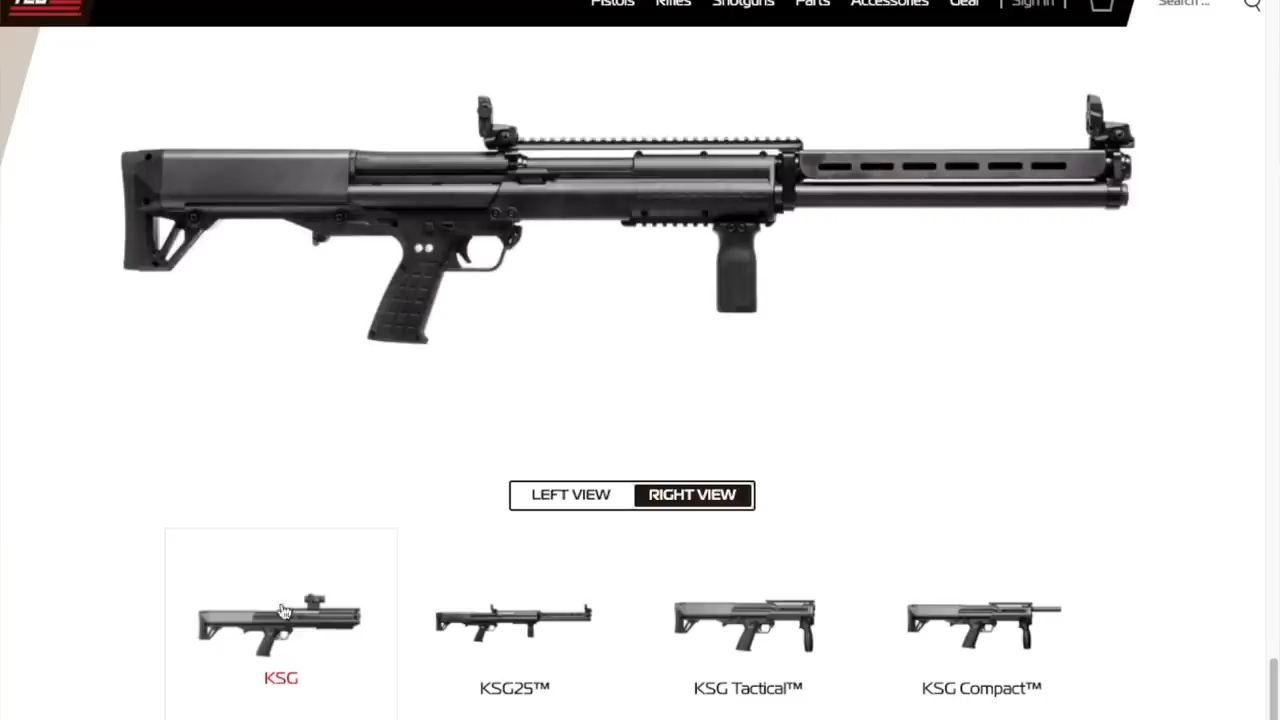 Pistols Rifles Shotguns Parts Accessories Gear | Sign In | Search ...
LEFT VIEW RIGHT VIEW
KSG KSG25™ KSG Tactical™ KSG Compact™